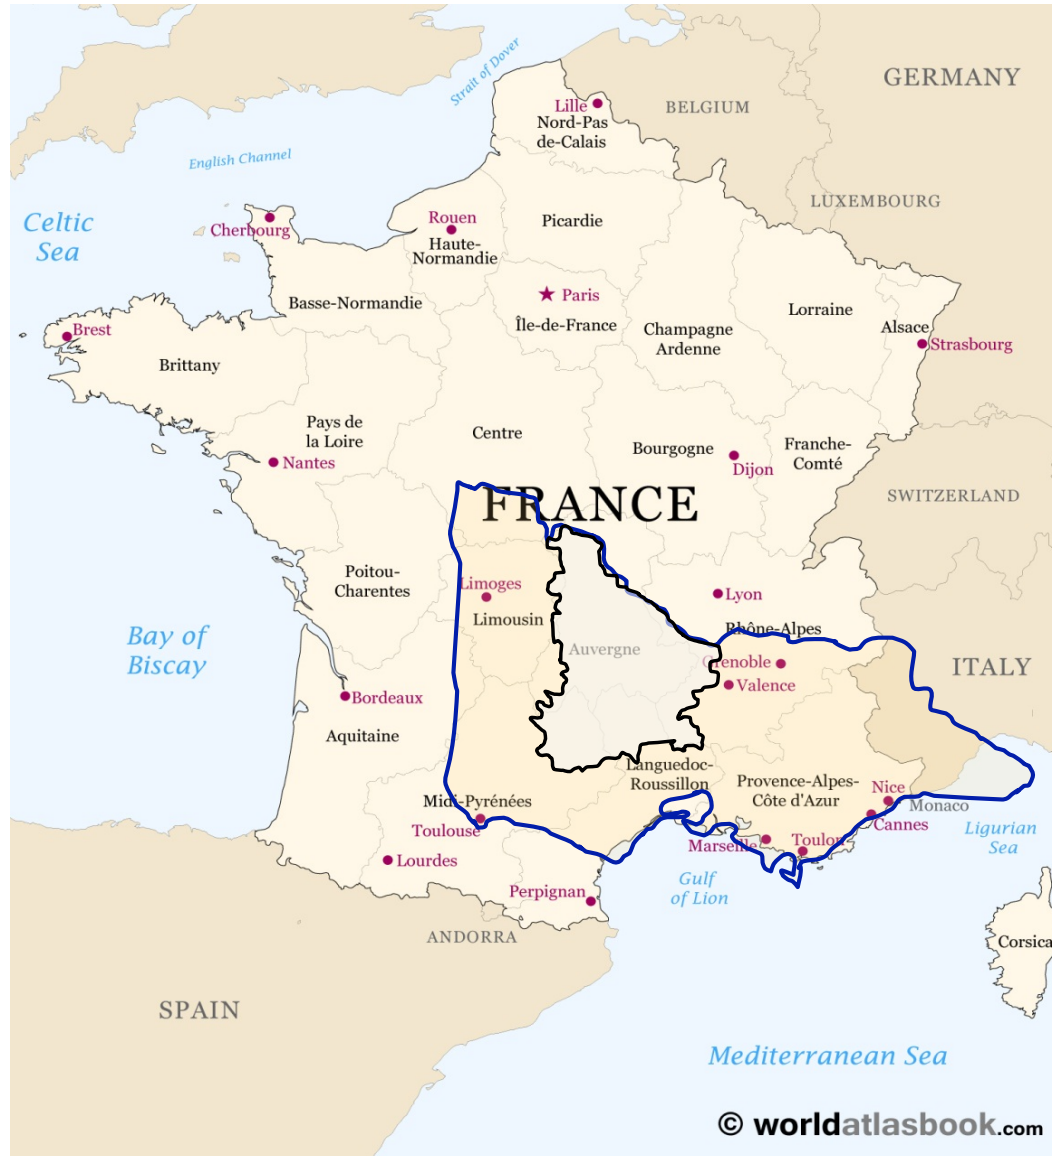 GERMANY
Strait of Dover
Lille
BELGIUM
Nord-Pas
de-Calais
English Channel
LUXEMBOURG
Celtic
Sea
Cherbourg
Rouen
Haute-
Normandie
Picardie
Basse-Normandie
Paris
Île-de-France
Champagne
Ardenne
Lorraine
Alsace
Strasbourg
Brest
Brittany
Pays de
la Loire
Centre
Bourgogne
Dijon
Franche-
Comté
Nantes
FRANCE
SWITZERLAND
Poitou-
Charentes
Limoges
Limousin
Lyon
Rhône-Alpes
Bay of
Biscay
Auvergne
Grenoble
Valence
ITALY
Bordeaux
Aquitaine
Languedoc-
Roussillon
Provence-Alpes-
Côte d'Azur
Nice
Monaco
Midi-Pyrénées
Toulouse
Cannes
Marseille
Toulon
Ligurian
Sea
Lourdes
Perpignan
Gulf
of Lion
ANDORRA
Corsica
SPAIN
Mediterranean Sea
© worldatlasbook.com